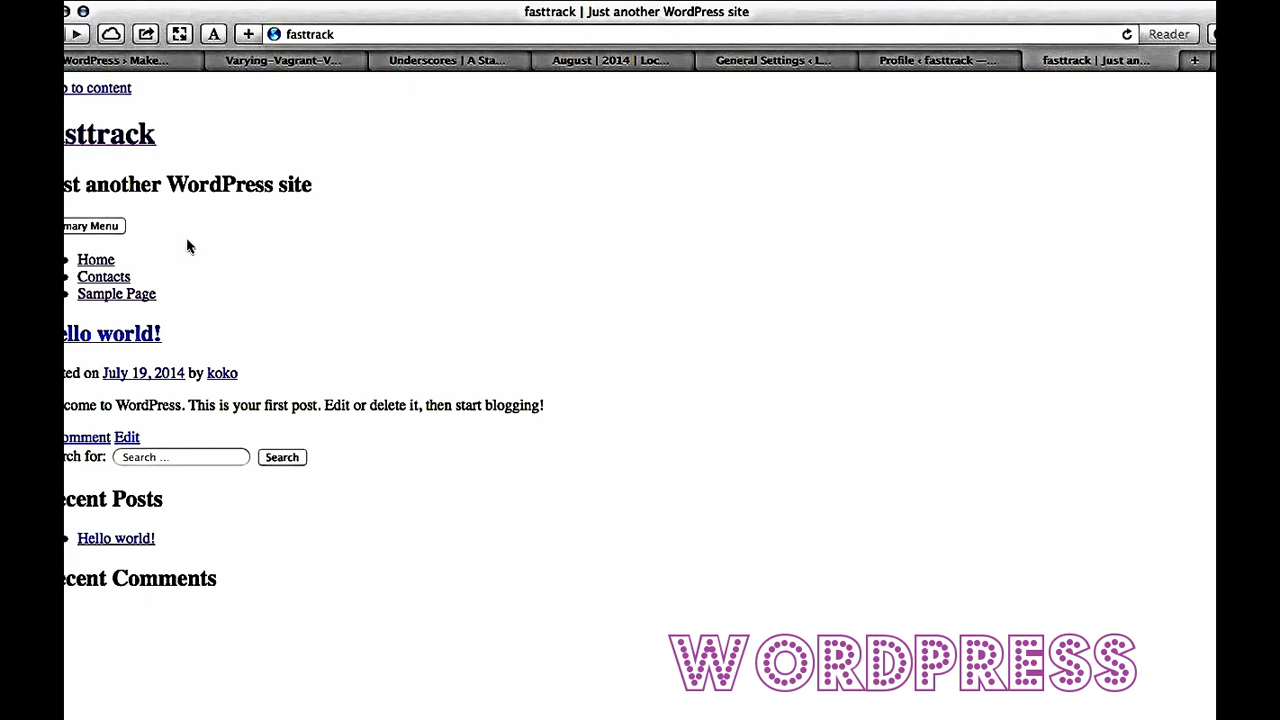 fasttrack | Just another WordPress site
fasttrack
Reader
WordPress › Make...
Varying-Vagrant-V...
Underscores | A Sta...
August | 2014 | Loc...
General Settings ‹ L...
Profile ‹ fasttrack —...
fasttrack | Just an...
p to content
sttrack
st another WordPress site
mary Menu
Home
Contacts
Sample Page
ello world!
ted on July 19, 2014 by koko
come to WordPress. This is your first post. Edit or delete it, then start blogging!
omment Edit
rch for: Search ... Search
ecent Posts
Hello world!
ecent Comments
WORDPRESS